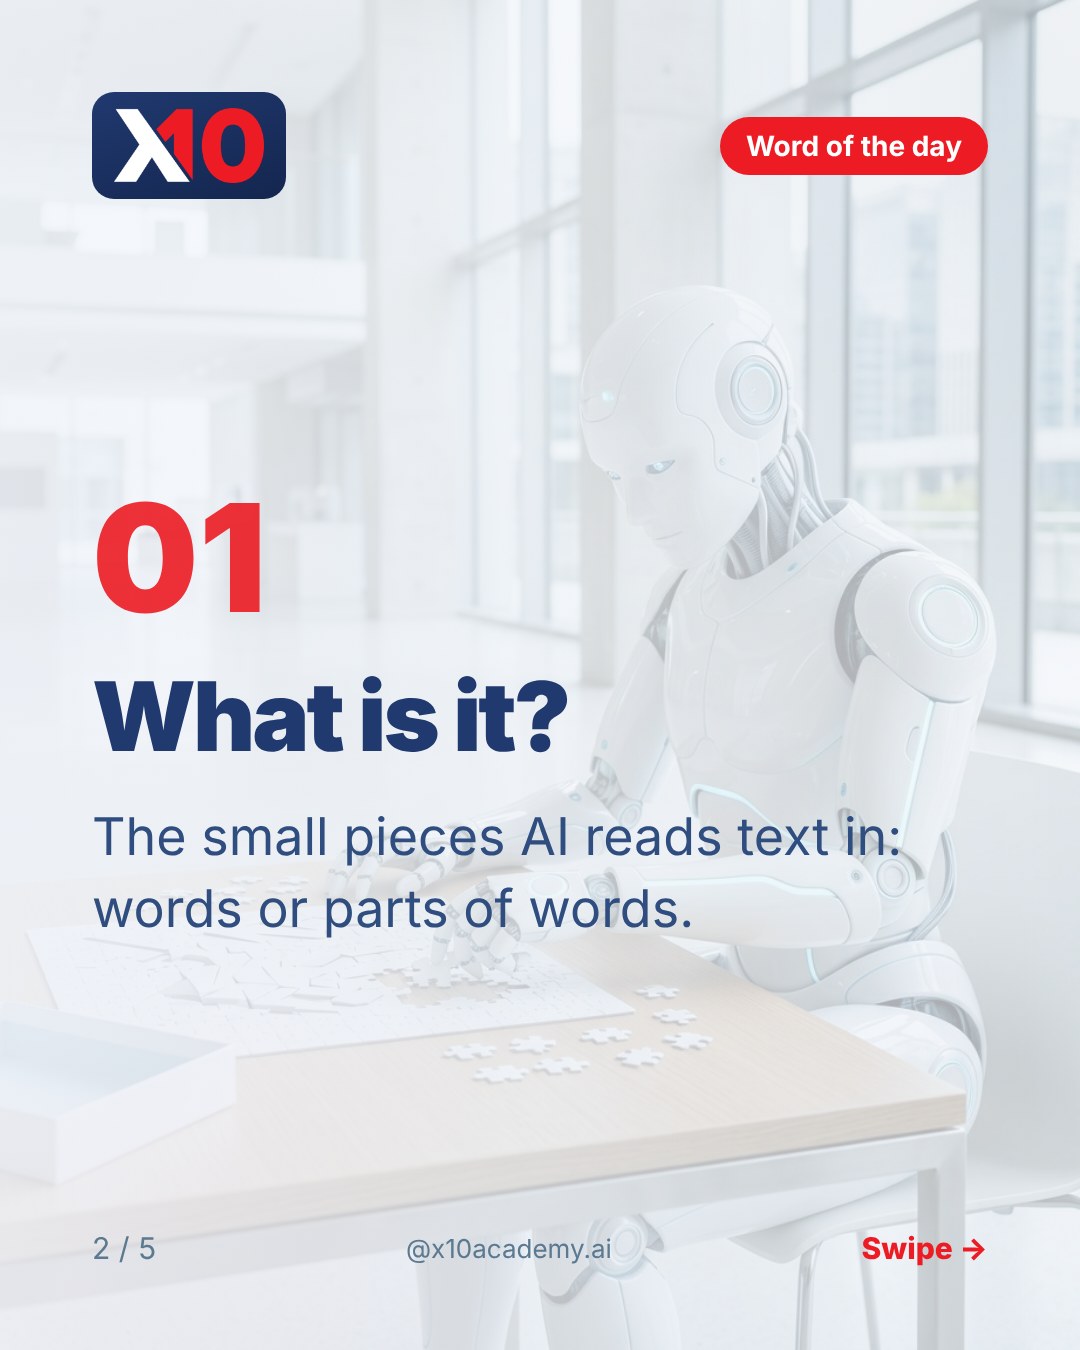 X10
Word of the day
01
What is it?
The small pieces AI reads text in:
words or parts of words.
2 / 5
@x10academy.ai
Swipe →